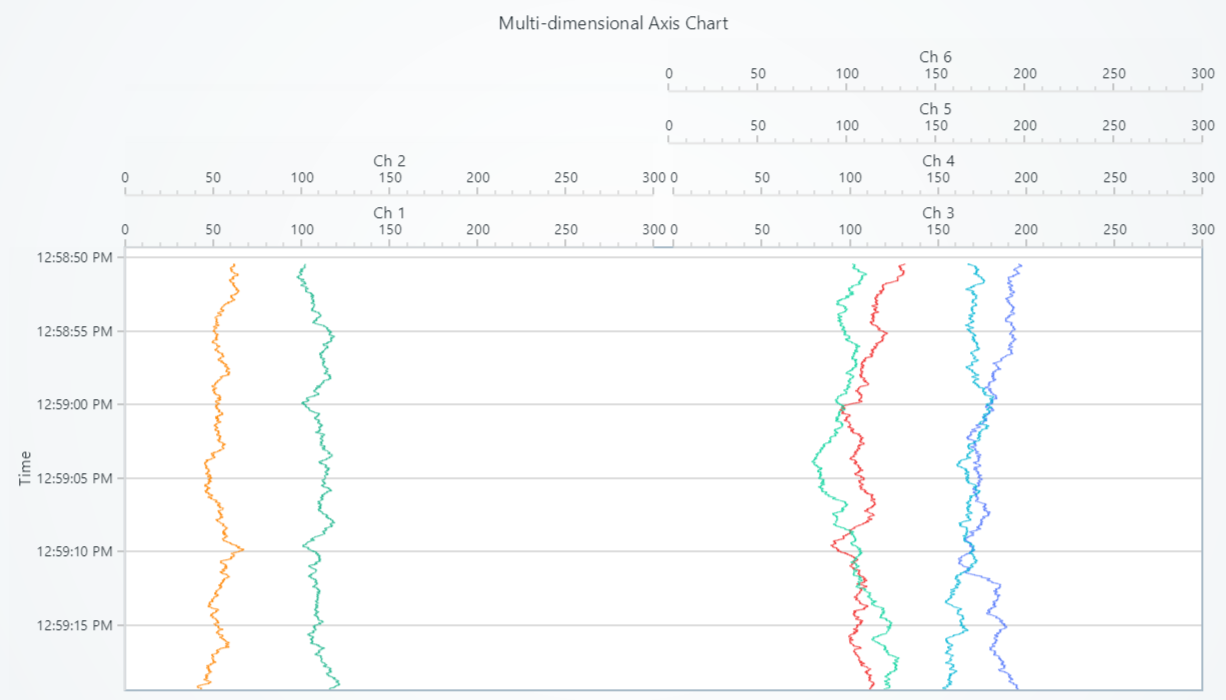 Multi-dimensional Axis Chart
Ch 6
0 50 100 150 200 250 300
Ch 5
0 50 100 150 200 250 300
Ch 2 Ch 4
0 50 100 150 200 250 300 0 50 100 150 200 250 300
Ch 1 Ch 3
0 50 100 150 200 250 300 0 50 100 150 200 250 300
12:58:50 PM
12:58:55 PM
12:59:00 PM
Time
12:59:05 PM
12:59:10 PM
12:59:15 PM